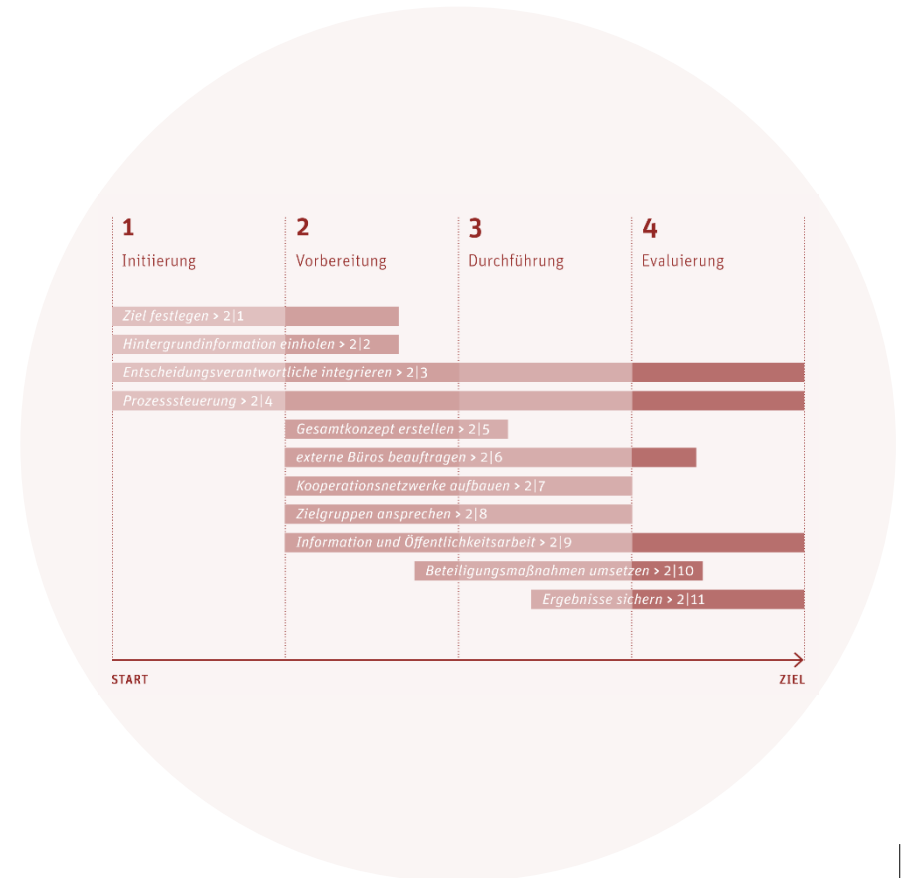 1
2
3
4
Initiierung
Vorbereitung
Durchführung
Evaluierung
Ziel festlegen > 2|1
Hintergrundinformation einholen > 2|2
Entscheidungsverantwortliche integrieren > 2|3
Prozesssteuerung > 2|4
Gesamtkonzept erstellen > 2|5
externe Büros beauftragen > 2|6
Kooperationsnetzwerke aufbauen > 2|7
Zielgruppen ansprechen > 2|8
Information und Öffentlichkeitsarbeit > 2|9
Beteiligungsmaßnahmen umsetzen > 2|10
Ergebnisse sichern > 2|11
START
ZIEL